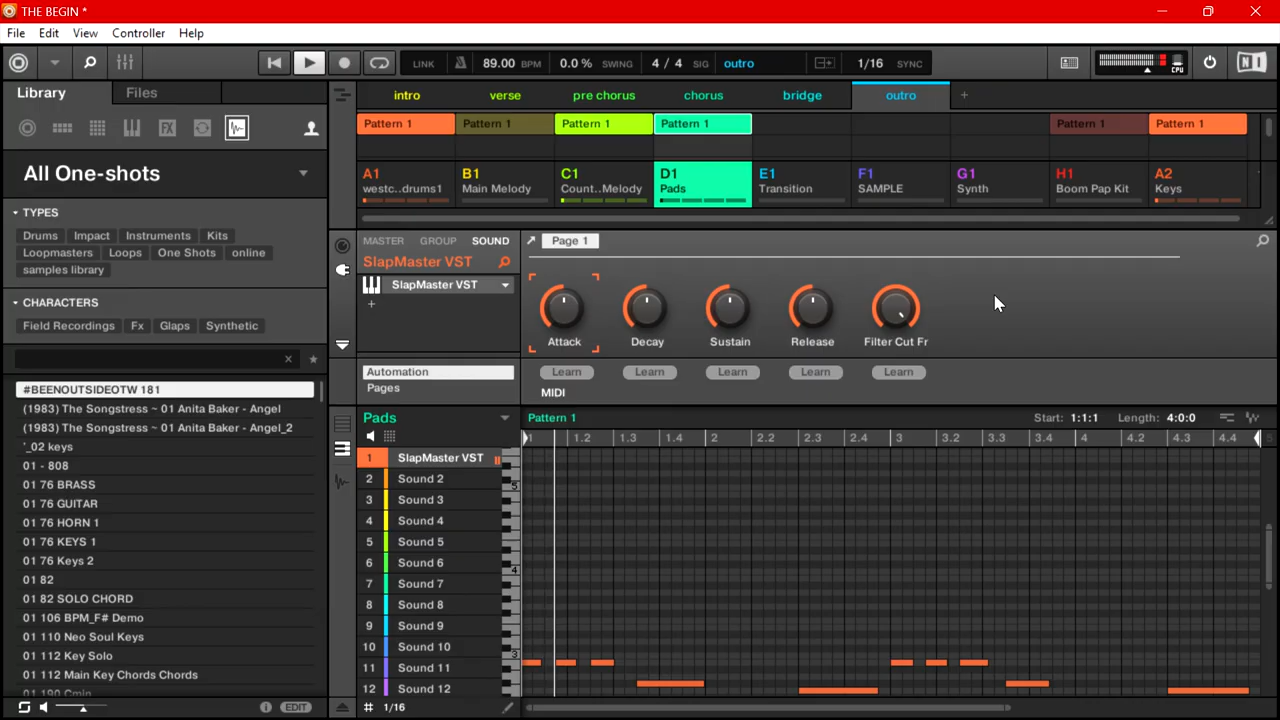 THE BEGIN *
File Edit View Controller Help
LINK 89.00 BPM 0.0 % SWING 4 / 4 SIG outro 1/16 SYNC CPU
Library Files
intro verse pre chorus chorus bridge outro +
Pattern 1 Pattern 1 Pattern 1 Pattern 1 Pattern 1 Pattern 1
A1 B1 C1 D1 E1 F1 G1 H1 A2
westc..drums1 Main Melody Count..Melody Pads Transition SAMPLE Synth Boom Pap Kit Keys
All One-shots
TYPES
Drums Impact Instruments Kits
Loopmasters Loops One Shots online
samples library
CHARACTERS
Field Recordings Fx Glaps Synthetic
#BEENOUTSIDEOTW 181
(1983) The Songstress ~ 01 Anita Baker - Angel
(1983) The Songstress ~ 01 Anita Baker - Angel_2
'_02 keys
01 - 808
01 76 BRASS
01 76 GUITAR
01 76 HORN 1
01 76 KEYS 1
01 76 Keys 2
01 82
01 82 SOLO CHORD
01 106 BPM_F# Demo
01 110 Neo Soul Keys
01 112 Key Solo
01 112 Main Key Chords Chords
01 190 Cmin
EDIT
MASTER GROUP SOUND Page 1
SlapMaster VST
SlapMaster VST
+
Attack Decay Sustain Release Filter Cut Fr
Automation Learn Learn Learn Learn Learn
Pages MIDI
Pads Pattern 1 Start: 1:1:1 Length: 4:0:0
1 1.2 1.3 1.4 2 2.2 2.3 2.4 3 3.2 3.3 3.4 4 4.2 4.3 4.4 5
1 SlapMaster VST
2 Sound 2
5
3 Sound 3
4 Sound 4
5 Sound 5
6 Sound 6
4
7 Sound 7
8 Sound 8
9 Sound 9
10 Sound 10
3
11 Sound 11
12 Sound 12
1/16